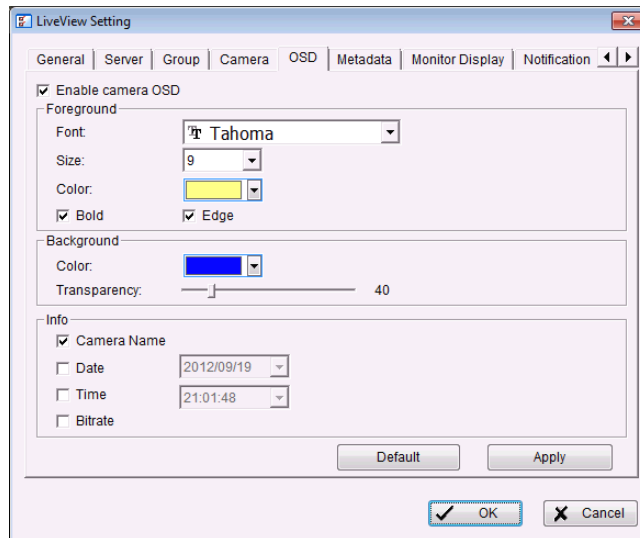 LiveView Setting
General Server Group Camera OSD Metadata Monitor Display Notification
Enable camera OSD
Foreground
Font: Tahoma
Size: 9
Color:
Bold Edge
Background
Color:
Transparency: 40
Info
Camera Name
Date 2012/09/19
Time 21:01:48
Bitrate
Default Apply
OK Cancel